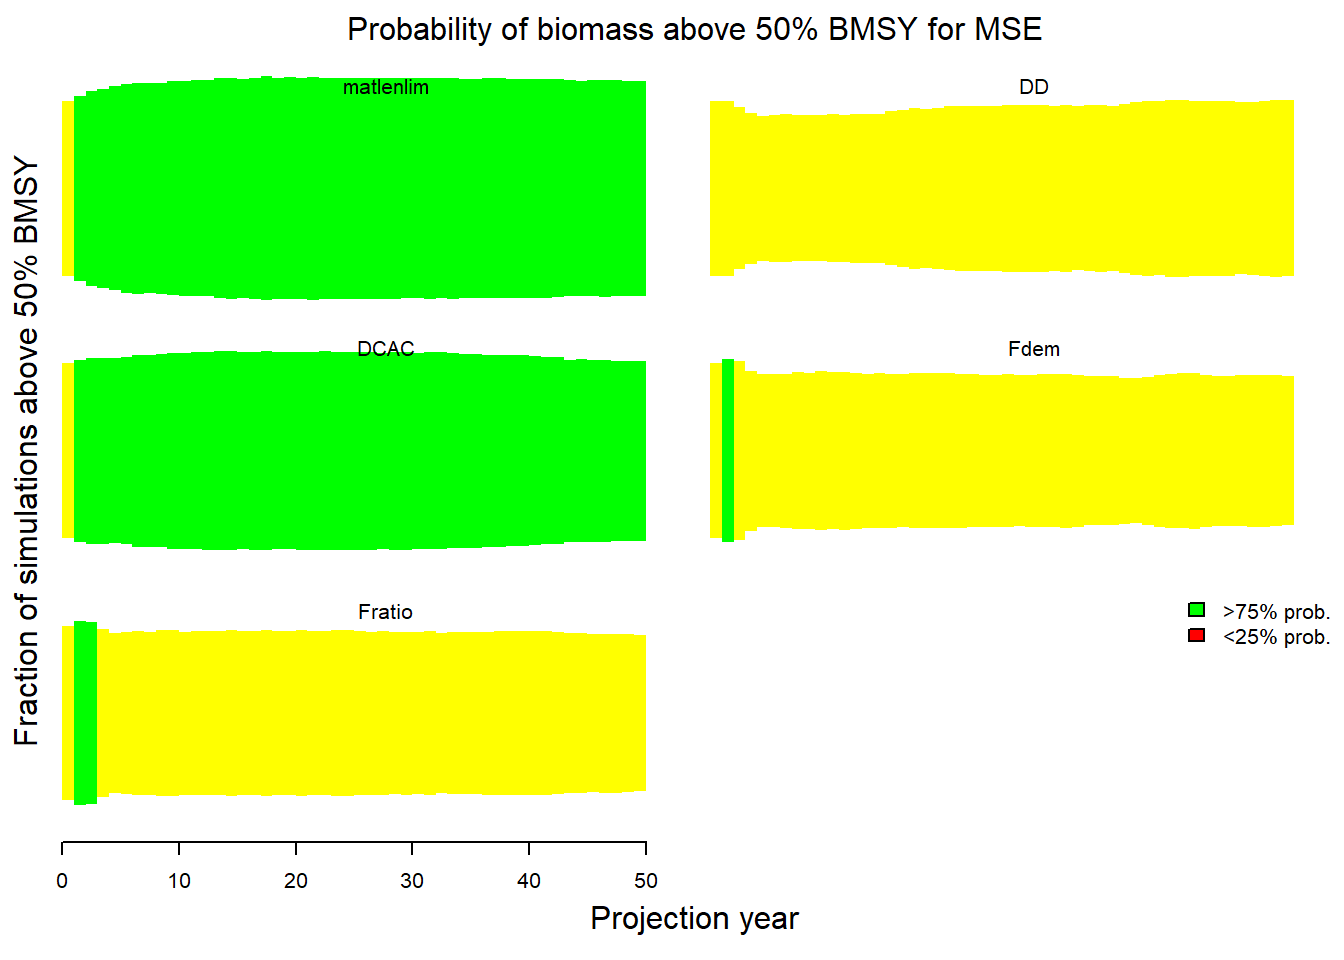 Probability of biomass above 50% BMSY for MSE
Fraction of simulations above 50% BMSY
matlenlim
DD
DCAC
Fdem
Fratio
>75% prob.
<25% prob.
0 10 20 30 40 50
Projection year